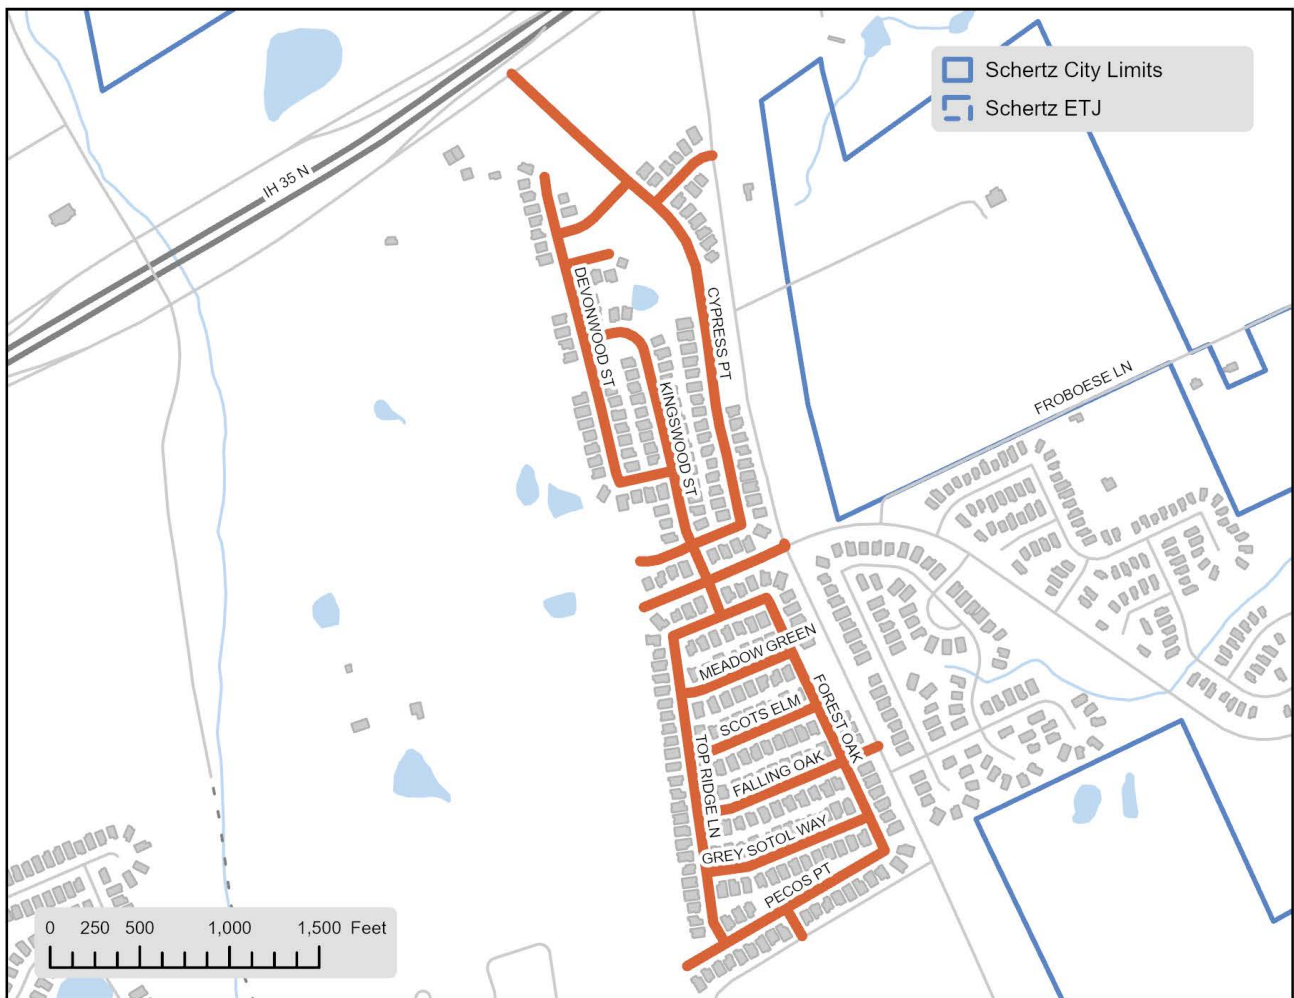 Schertz City Limits
Schertz ETJ
IH 35 N
DEVONWOOD ST
CYPRESS PT
KINGSWOOD ST
FROBOESE LN
MEADOW GREEN
FOREST OAK
SCOTS ELM
TOP RIDGE LN
FALLING OAK
GREY SOTOL WAY
PECOS PT
0 250 500 1,000 1,500 Feet